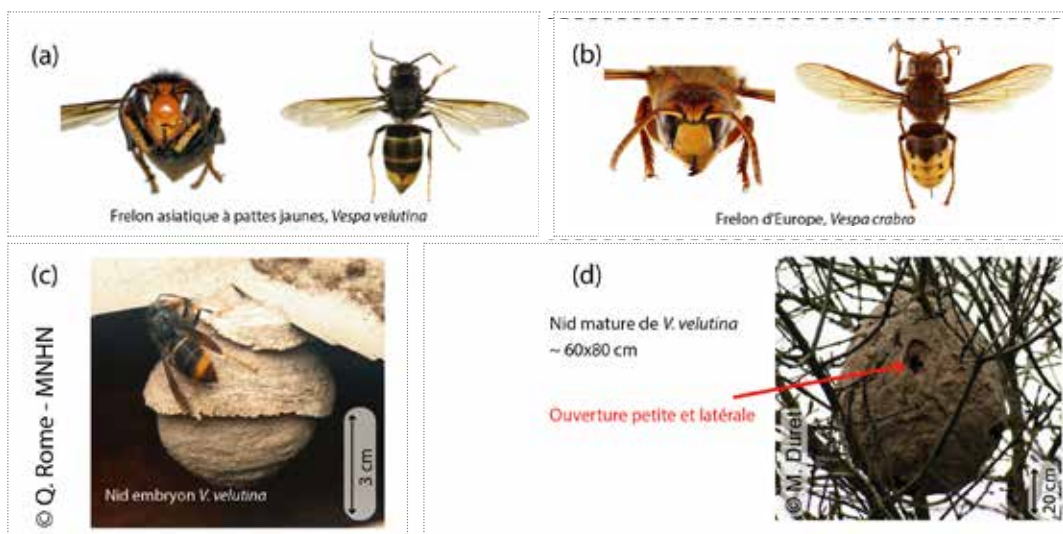 (a)
Frelon asiatique à pattes jaunes, Vespa velutina
(b)
Frelon d'Europe, Vespa crabro
(c)
© Q. Rome - MNHN
Nid embryon V. velutina
3 cm
(d)
Nid mature de V. velutina
~ 60x80 cm
Ouverture petite et latérale
© M. Duret
20 cm